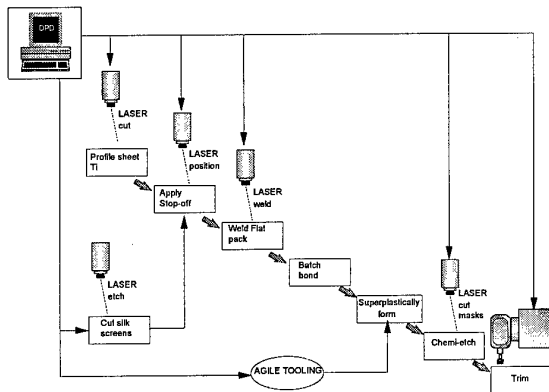 DPD
LASER
cut
Profile sheet
Ti
LASER
position
Apply
Stop-off
LASER
weld
Weld Flat
pack
LASER
etch
Cut silk
screens
Batch
bond
Superplastically
form
AGILE TOOLING
LASER
cut
masks
Chemi-etch
Trim